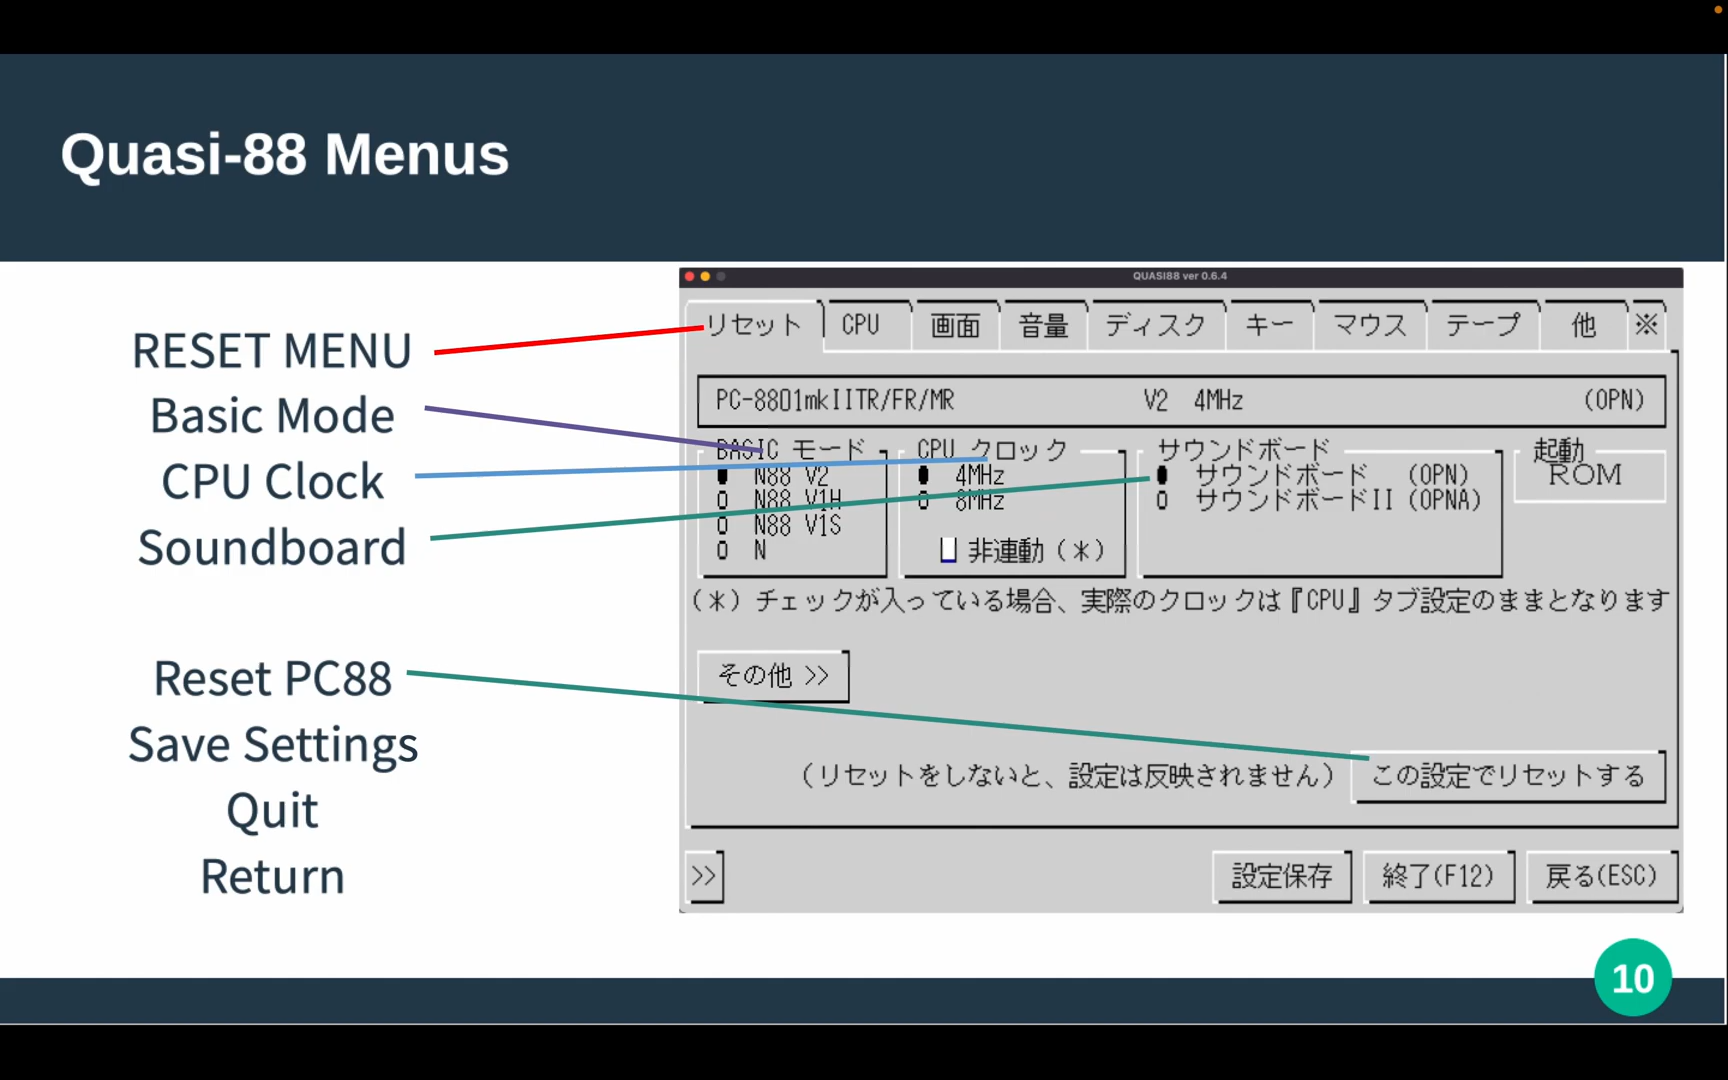 Quasi-88 Menus
RESET MENU
Basic Mode
CPU Clock
Soundboard
Reset PC88
Save Settings
Quit
Return
QUASI88 ver 0.6.4
リセット CPU 画面 音量 ディスク キー マウス テープ 他 ※
PC-8801mkIITR/FR/MR V2 4MHz (OPN)
BASIC モード
N88 V2
N88 V1H
N88 V1S
N
CPU クロック
4MHz
8MHz
非連動(*)
サウンドボード
サウンドボード (OPN)
サウンドボードII (OPNA)
起動
ROM
(*) チェックが入っている場合、実際のクロックは『CPU』タブ設定のままとなります
その他 >>
(リセットをしないと、設定は反映されません) この設定でリセットする
>> 設定保存 終了(F12) 戻る(ESC)
10